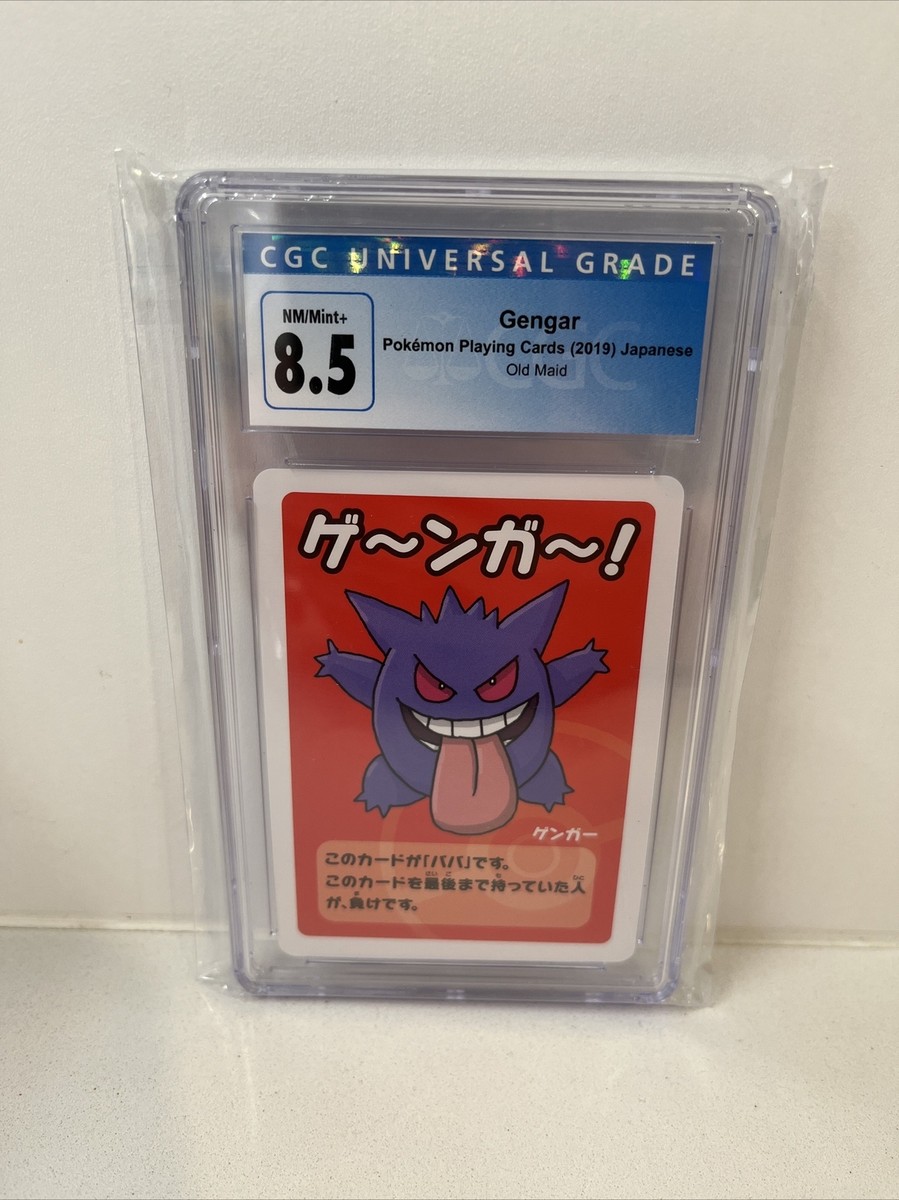 CGC UNIVERSAL GRADE
NM/Mint+
8.5
Gengar
Pokémon Playing Cards (2019) Japanese
Old Maid
CGC
ゲ〜ンガ〜!
ゲンガー
このカードが「ババ」です。
このカードを最後まで持っていた人
が、負けです。